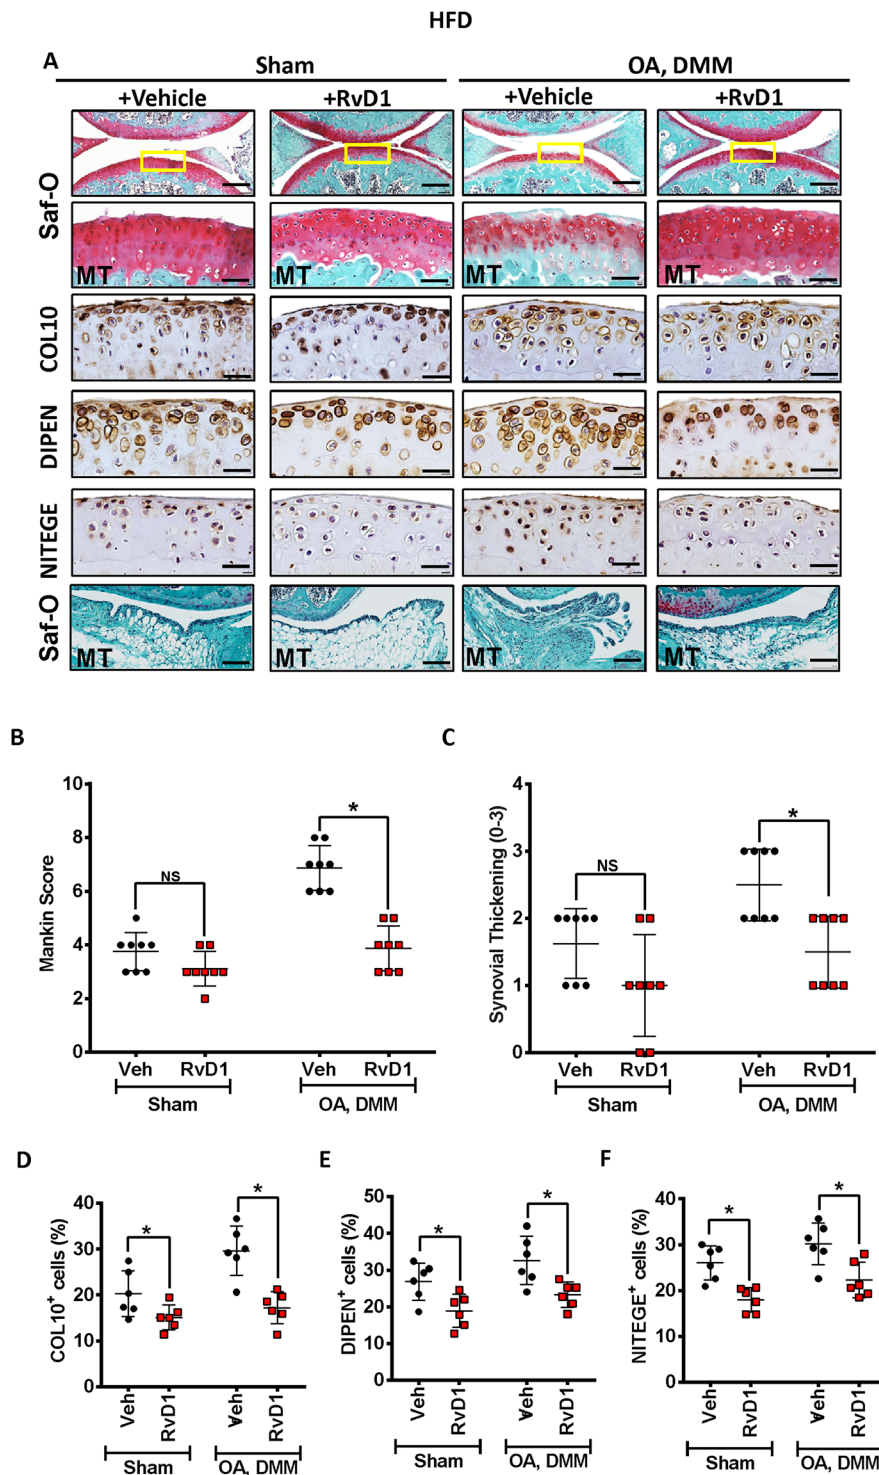 HFD
A
Sham
OA, DMM
+Vehicle
+RvD1
+Vehicle
+RvD1
Saf-O
MT
MT
MT
MT
COL10
DIPEN
NITEGE
Saf-O
MT
MT
MT
MT
B
Mankin Score
10
8
6
4
2
0
NS
*
Veh
RvD1
Veh
RvD1
Sham
OA, DMM
C
Synovial Thickening (0-3)
4
3
2
1
0
NS
*
Veh
RvD1
Veh
RvD1
Sham
OA, DMM
D
COL10+ cells (%)
40
30
20
10
0
*
*
Veh
RvD1
Veh
RvD1
Sham
OA, DMM
E
DIPEN+ cells (%)
50
40
30
20
10
0
*
*
Veh
RvD1
Veh
RvD1
Sham
OA, DMM
F
NITEGE+ cells (%)
40
30
20
10
0
*
*
Veh
RvD1
Veh
RvD1
Sham
OA, DMM